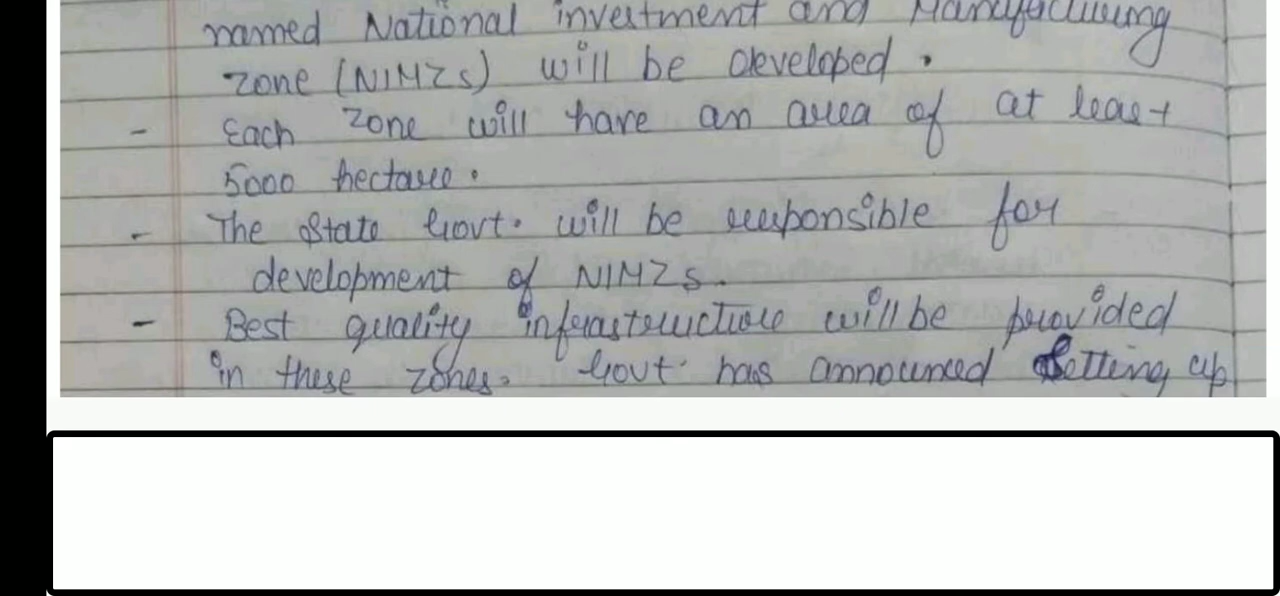 named National investment and Manufacturing
zone (NIMZs) will be developed.
- Each zone will have an area of at least
5000 hectare.
- The State Govt. will be responsible for
development of NIMZs.
- Best quality infrastructure will be provided
in these zones. Govt. has announced setting up